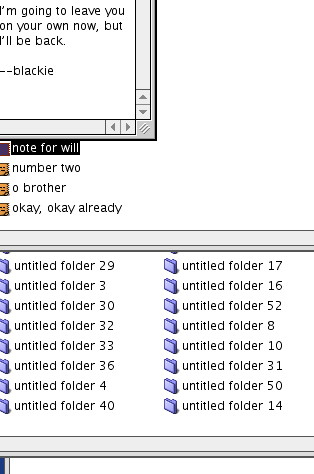 I'm going to leave you
on your own now, but
I'll be back.
--blackie
note for will
number two
o brother
okay, okay already
untitled folder 29
untitled folder 17
untitled folder 3
untitled folder 16
untitled folder 30
untitled folder 52
untitled folder 32
untitled folder 8
untitled folder 33
untitled folder 10
untitled folder 36
untitled folder 31
untitled folder 4
untitled folder 50
untitled folder 40
untitled folder 14